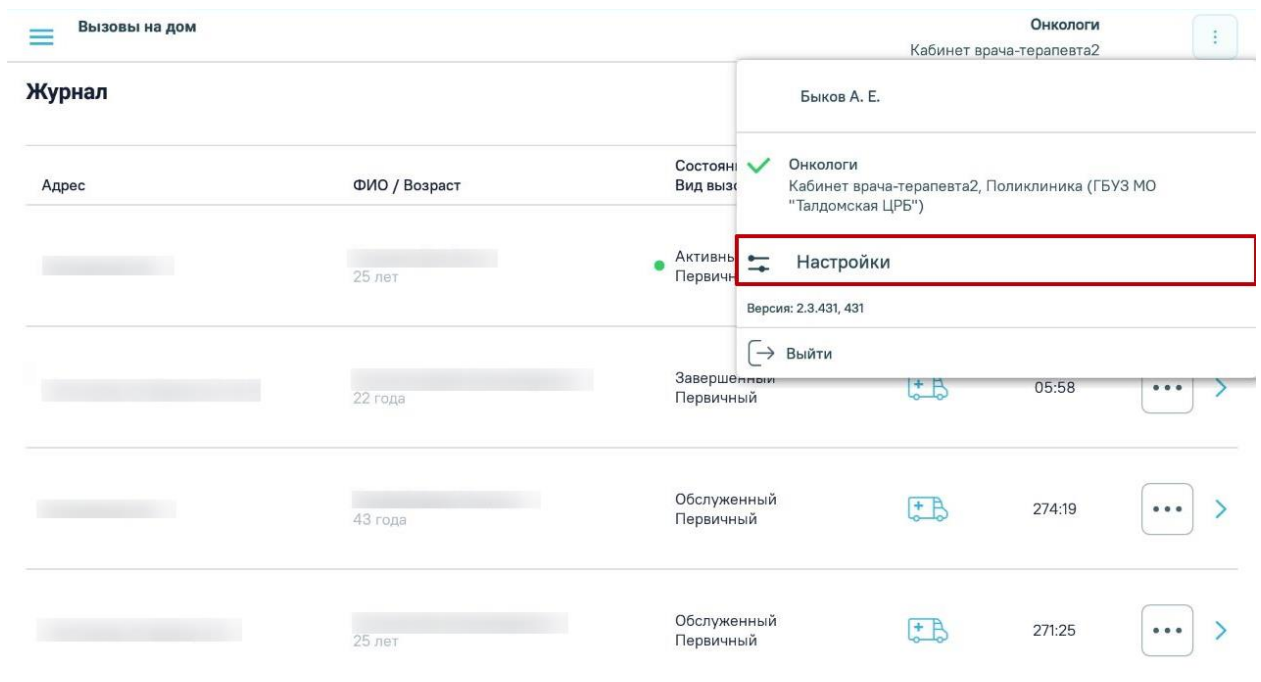 Вызовы на дом
Онкологи
Кабинет врача-терапевта2
Журнал
Быков А. Е.
Онкологи
Кабинет врача-терапевта2, Поликлиника (ГБУЗ МО
"Талдомская ЦРБ")
Настройки
Версия: 2.3.431, 431
Выйти
Адрес
ФИО / Возраст
25 лет
Завершенный
Первичный
22 года
05:58
Обслуженный
Первичный
43 года
274:19
Обслуженный
Первичный
25 лет
271:25